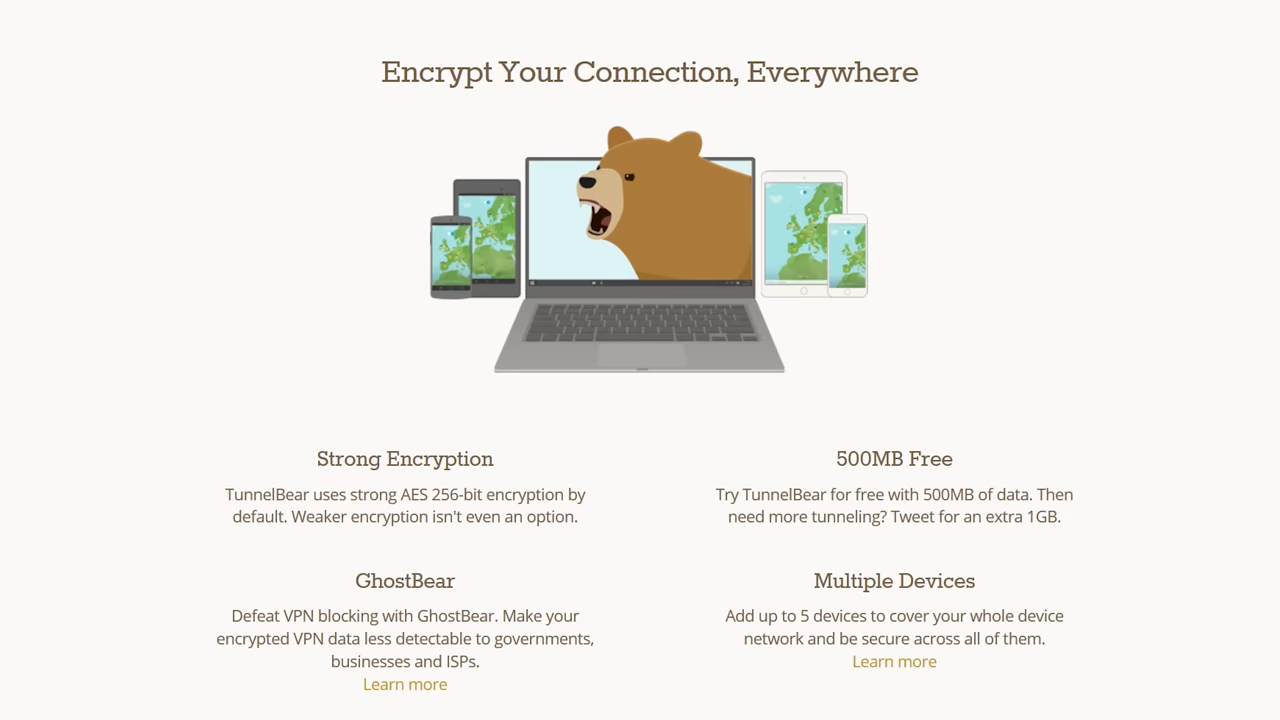 Encrypt Your Connection, Everywhere
Strong Encryption
TunnelBear uses strong AES 256-bit encryption by
default. Weaker encryption isn't even an option.
500MB Free
Try TunnelBear for free with 500MB of data. Then
need more tunneling? Tweet for an extra 1GB.
GhostBear
Defeat VPN blocking with GhostBear. Make your
encrypted VPN data less detectable to governments,
businesses and ISPs.
Learn more
Multiple Devices
Add up to 5 devices to cover your whole device
network and be secure across all of them.
Learn more